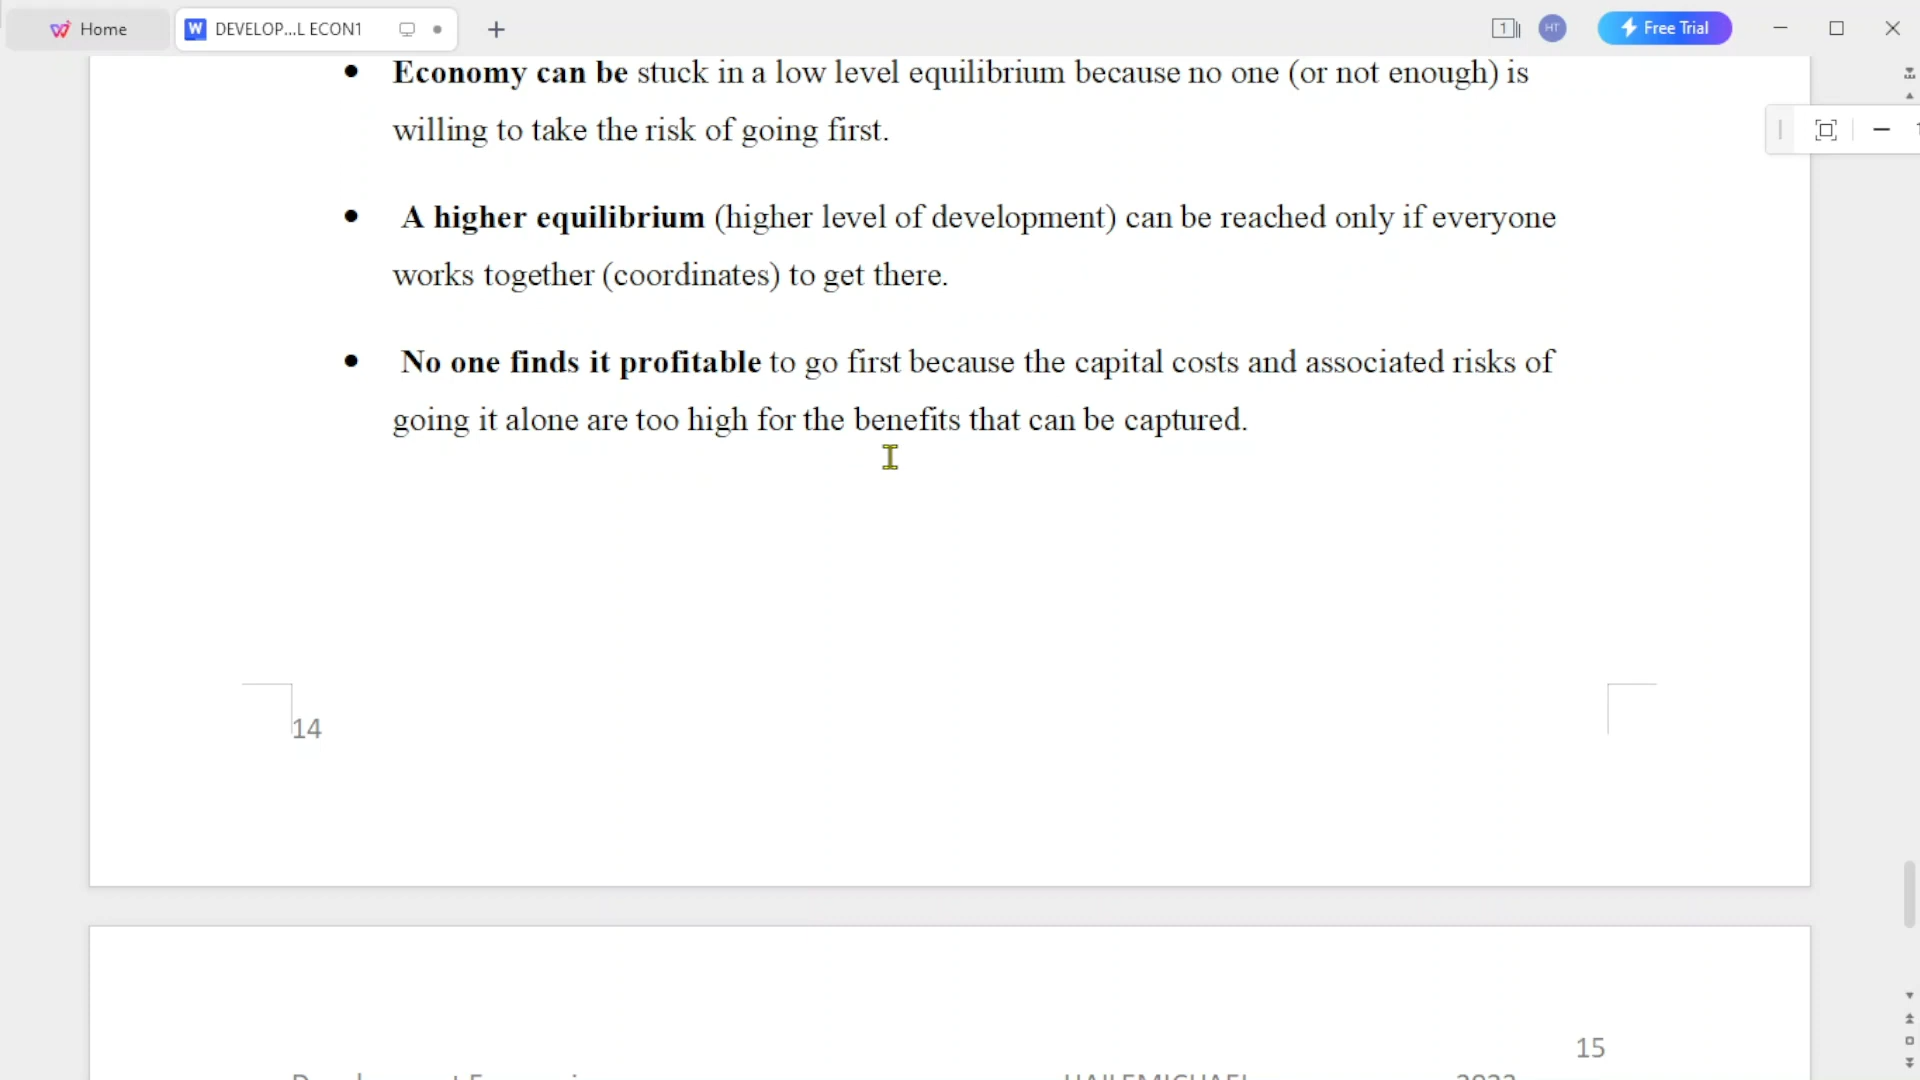 Home
DEVELOP...L ECON1
1
HT
Free Trial
• Economy can be stuck in a low level equilibrium because no one (or not enough) is
willing to take the risk of going first.
• A higher equilibrium (higher level of development) can be reached only if everyone
works together (coordinates) to get there.
• No one finds it profitable to go first because the capital costs and associated risks of
going it alone are too high for the benefits that can be captured.
14
15